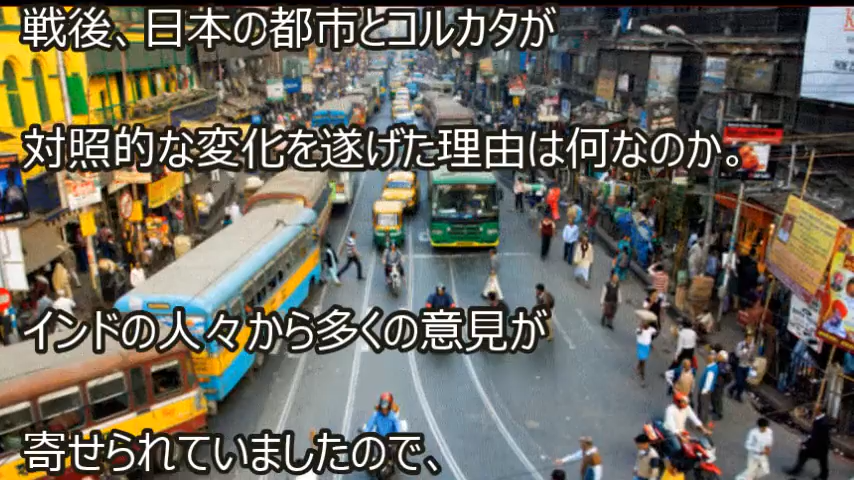 戦後、日本の都市とコルカタが
対照的な変化を遂げた理由は何なのか。
インドの人々から多くの意見が
寄せられていましたので、